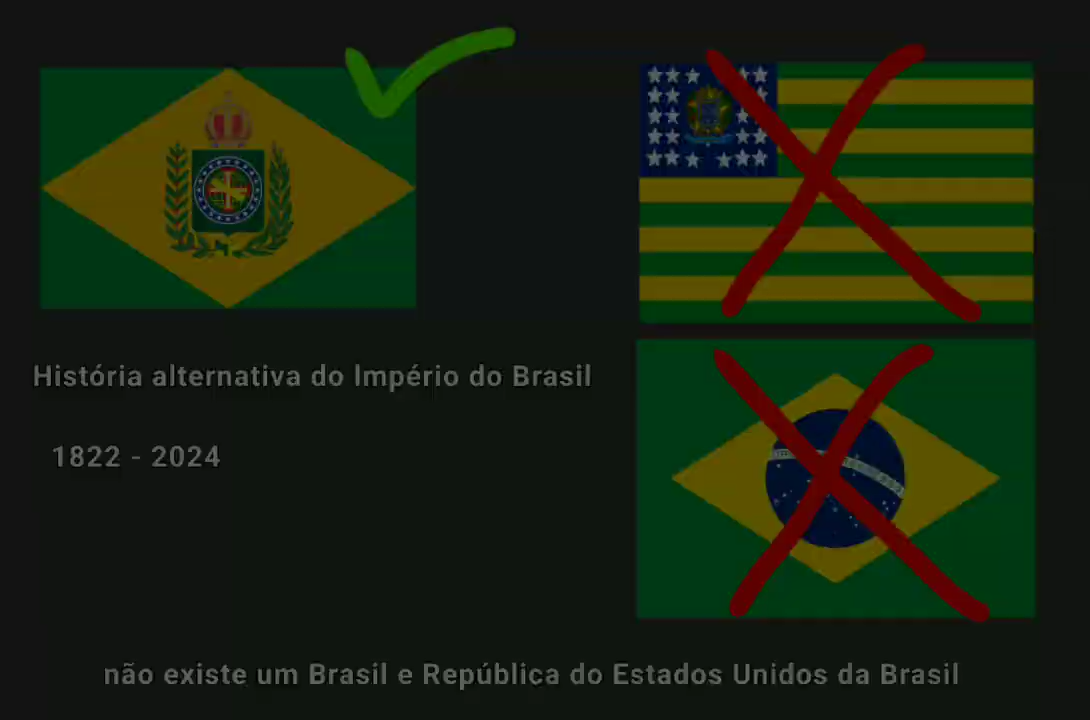 História alternativa do Império do Brasil
1822 - 2024
não existe um Brasil e República do Estados Unidos da Brasil